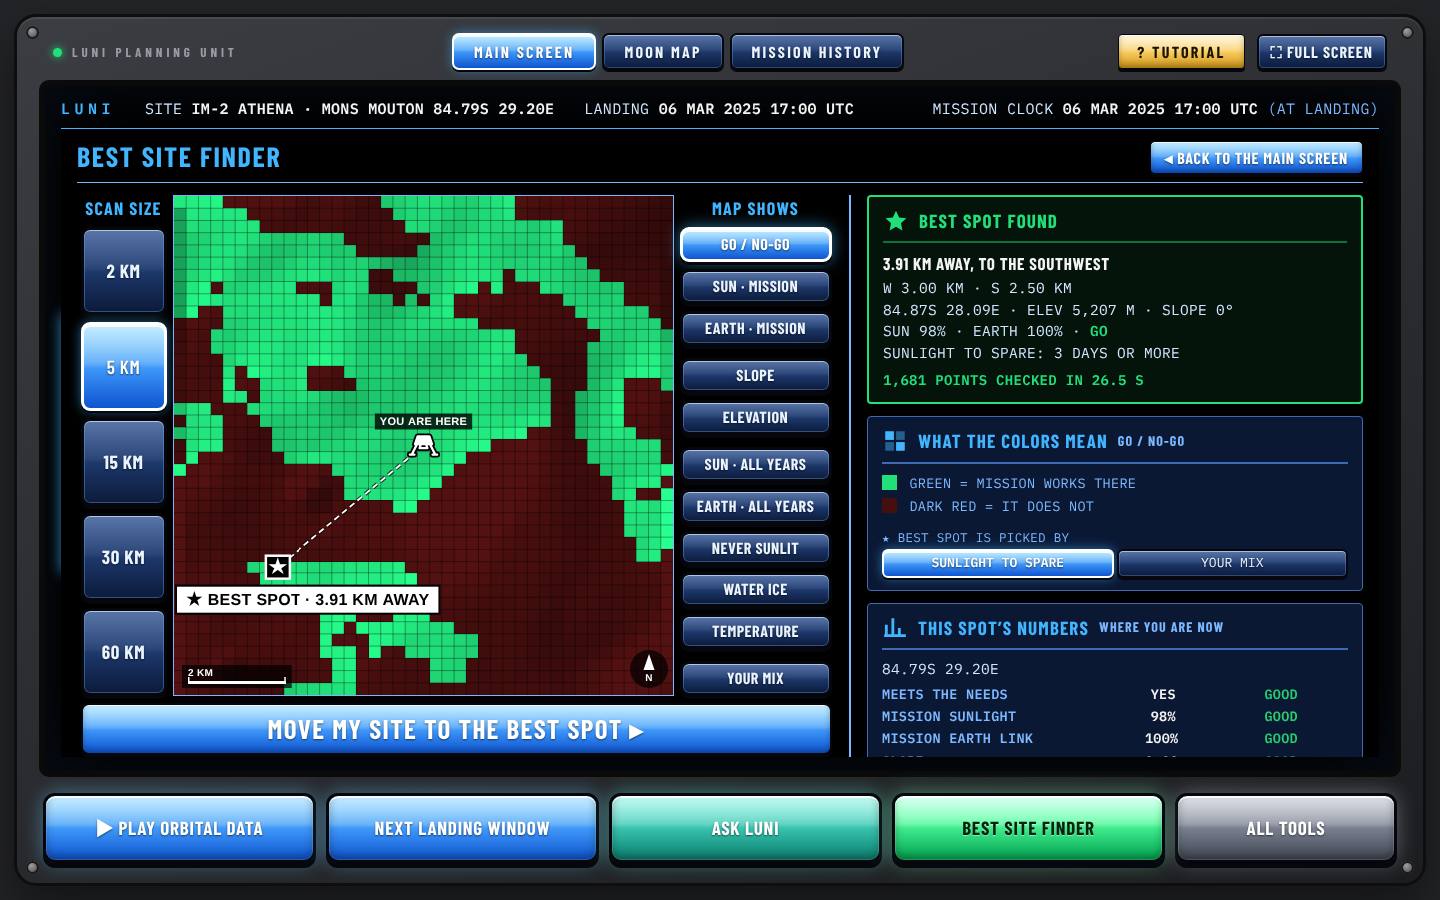 LUNI PLANNING UNIT
MAIN SCREEN
MOON MAP
MISSION HISTORY
? TUTORIAL
FULL SCREEN
LUNI SITE IM-2 ATHENA · MONS MOUTON 84.79S 29.20E LANDING 06 MAR 2025 17:00 UTC MISSION CLOCK 06 MAR 2025 17:00 UTC (AT LANDING)
BEST SITE FINDER
◂ BACK TO THE MAIN SCREEN
SCAN SIZE
2 KM
5 KM
15 KM
30 KM
60 KM
YOU ARE HERE
★ BEST SPOT · 3.91 KM AWAY
2 KM
N
MAP SHOWS
GO / NO-GO
SUN · MISSION
EARTH · MISSION
SLOPE
ELEVATION
SUN · ALL YEARS
EARTH · ALL YEARS
NEVER SUNLIT
WATER ICE
TEMPERATURE
YOUR MIX
MOVE MY SITE TO THE BEST SPOT ▸
★ BEST SPOT FOUND
3.91 KM AWAY, TO THE SOUTHWEST
W 3.00 KM · S 2.50 KM
84.87S 28.09E · ELEV 5,207 M · SLOPE 0°
SUN 98% · EARTH 100% · GO
SUNLIGHT TO SPARE: 3 DAYS OR MORE
1,681 POINTS CHECKED IN 26.5 S
WHAT THE COLORS MEAN GO / NO-GO
GREEN = MISSION WORKS THERE
DARK RED = IT DOES NOT
★ BEST SPOT IS PICKED BY
SUNLIGHT TO SPARE
YOUR MIX
THIS SPOT'S NUMBERS WHERE YOU ARE NOW
84.79S 29.20E
MEETS THE NEEDS YES GOOD
MISSION SUNLIGHT 98% GOOD
MISSION EARTH LINK 100% GOOD
▶ PLAY ORBITAL DATA
NEXT LANDING WINDOW
ASK LUNI
BEST SITE FINDER
ALL TOOLS